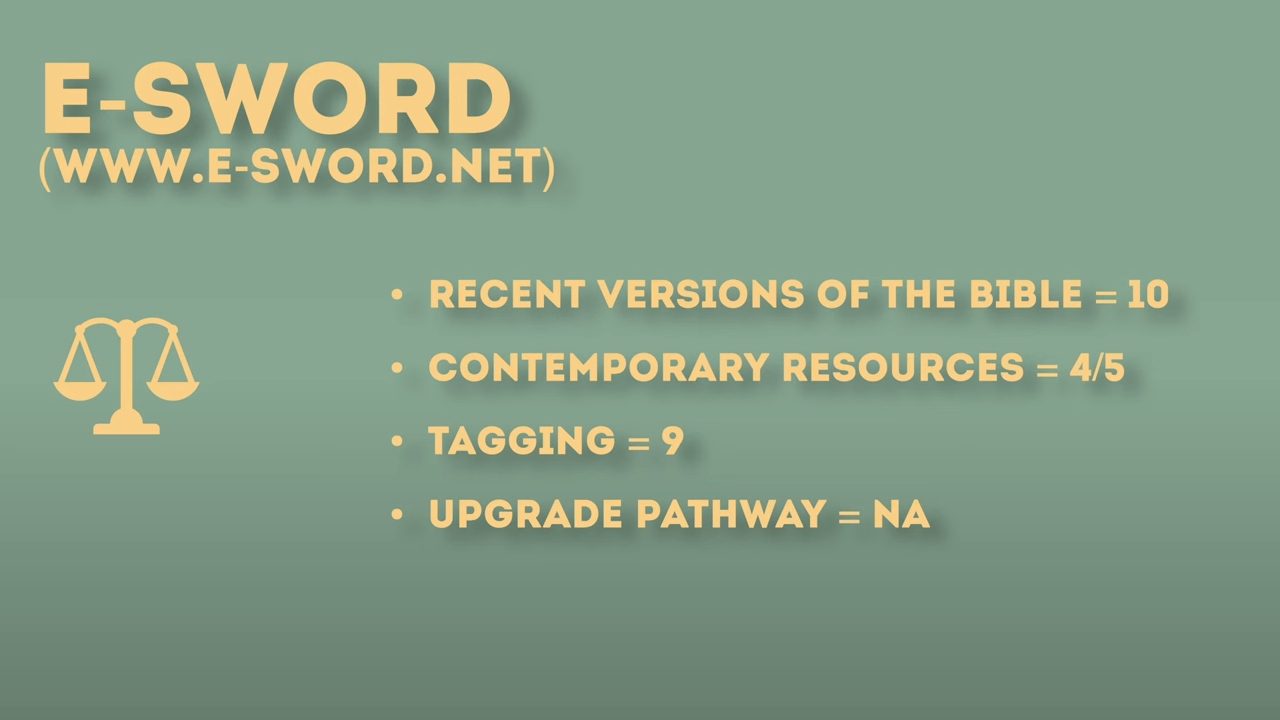 E-SWORD
(WWW.E-SWORD.NET)
• RECENT VERSIONS OF THE BIBLE = 10
• CONTEMPORARY RESOURCES = 4/5
• TAGGING = 9
• UPGRADE PATHWAY = NA